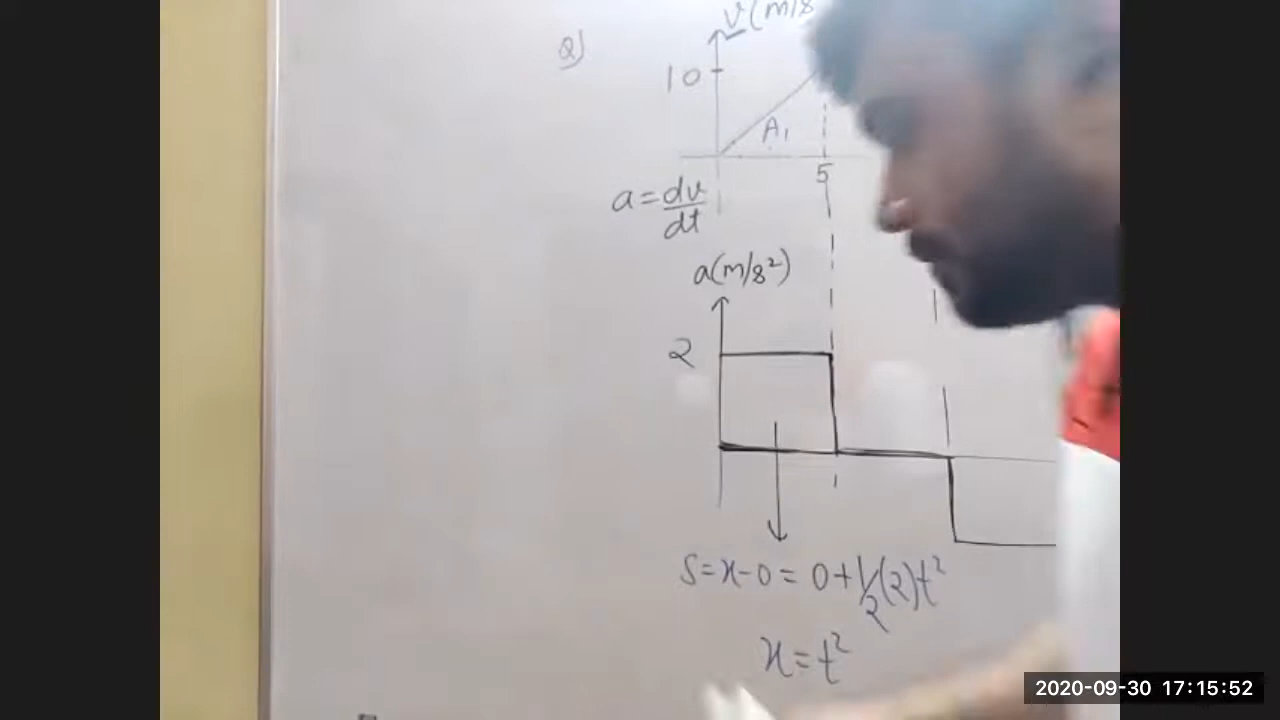 Q)
v(m/s
10
A₁
5
a=dv/dt
a(m/s²)
2
S=x-0= 0+1/2(2)t²
x=t²
2020-09-30 17:15:52